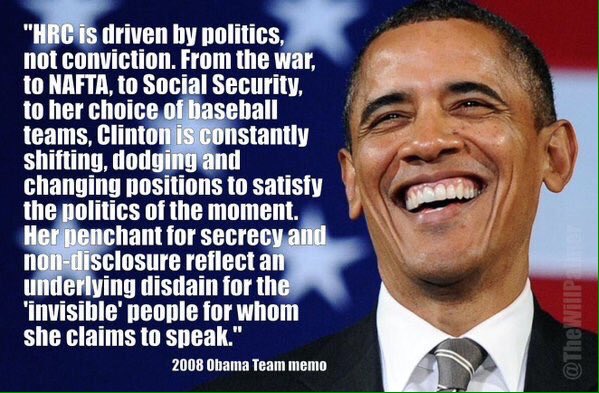 "HRC is driven by politics,
not conviction. From the war,
to NAFTA, to Social Security,
to her choice of baseball
teams, Clinton is constantly
shifting, dodging and
changing positions to satisfy
the politics of the moment.
Her penchant for secrecy and
non-disclosure reflect an
underlying disdain for the
'invisible' people for whom
she claims to speak."
2008 Obama Team memo
@TheWillPalmer